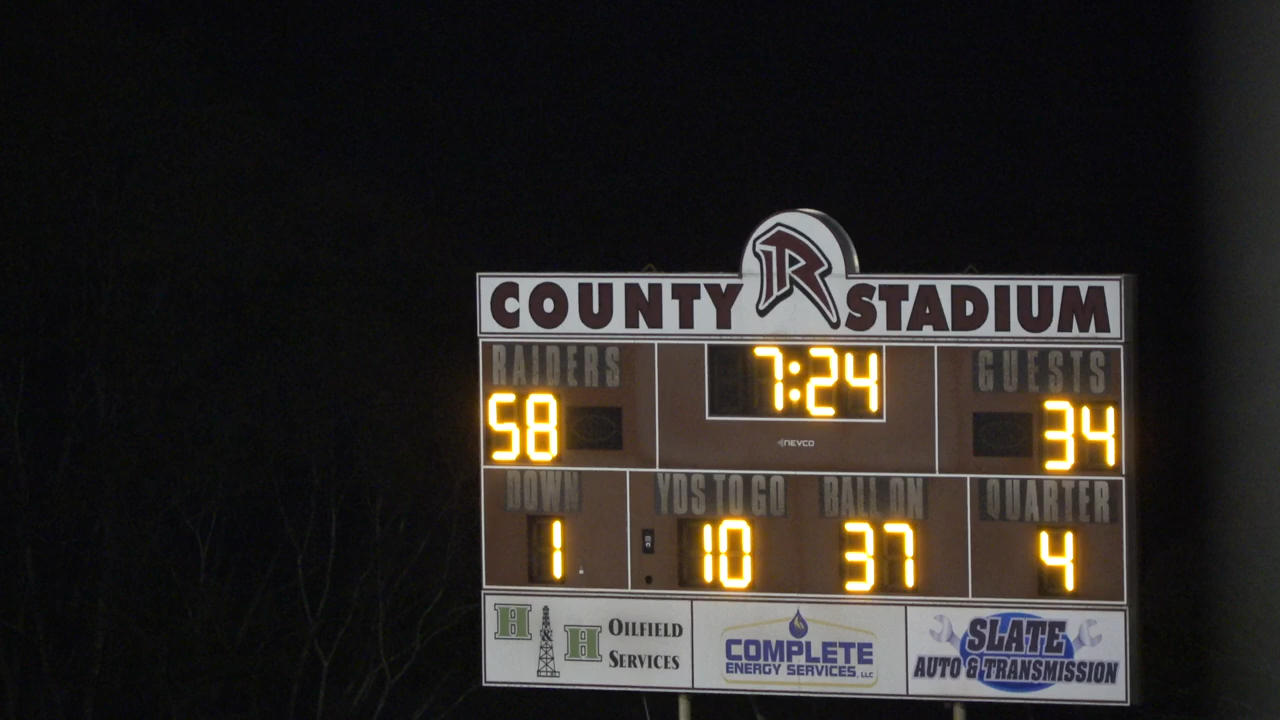 R
COUNTY STADIUM
RAIDERS 7:24 GUESTS
58 34
NEVCO
DOWN YDS TO GO BALL ON QUARTER
1 10 37 4
H H OILFIELD SERVICES
COMPLETE
ENERGY SERVICES, LLC
SLATE
AUTO & TRANSMISSION